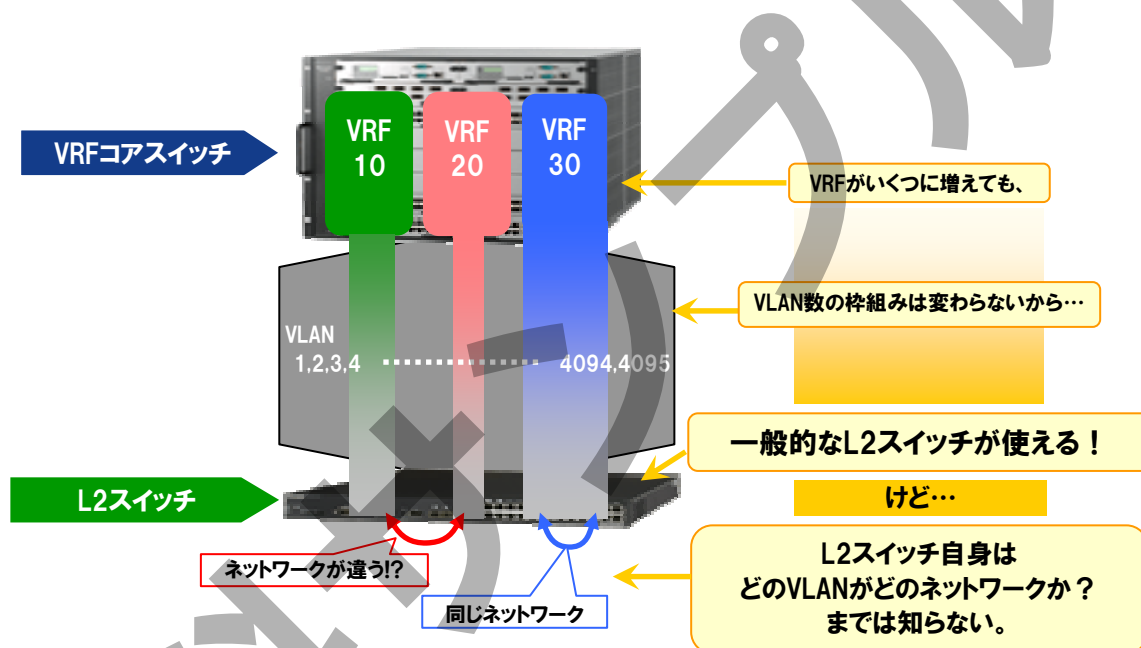 VRF
10
VRF
20
VRF
30
VRFコアスイッチ
VRFがいくつに増えても、
VLAN数の枠組みは変わらないから…
VLAN
1,2,3,4
4094,4095
一般的なL2スイッチが使える！
L2スイッチ
けど…
ネットワークが違う!?
同じネットワーク
L2スイッチ自身は
どのVLANがどのネットワークか？
までは知らない。
サンプル